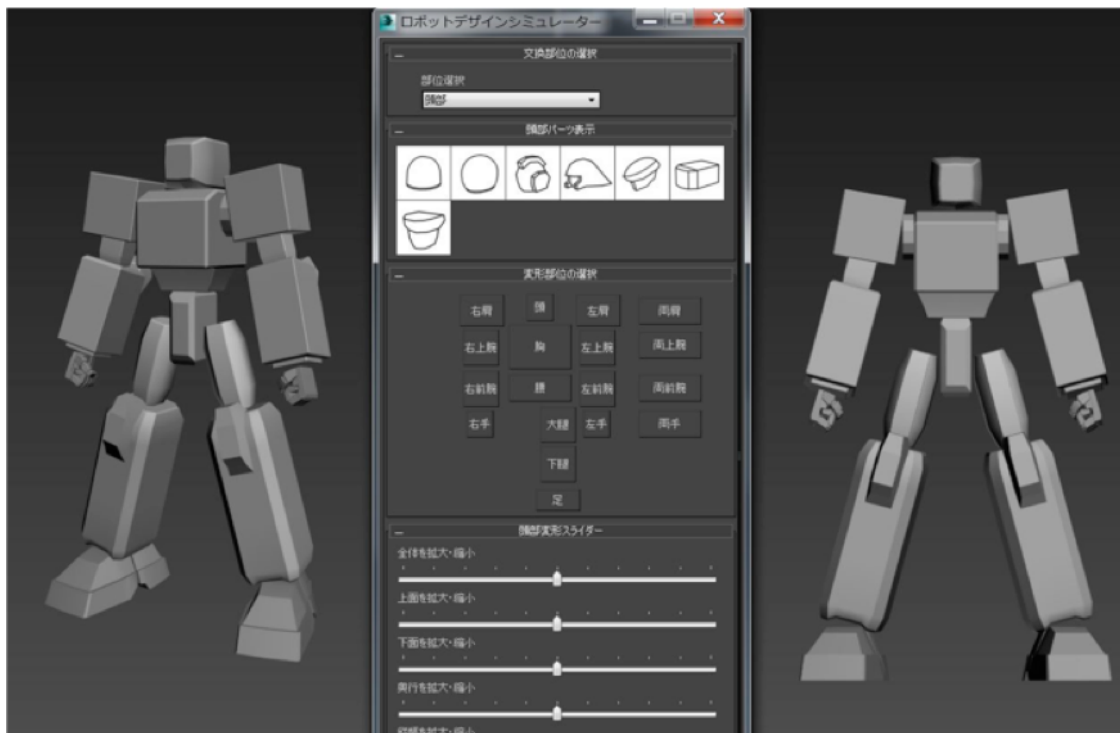 ロボットデザインシミュレーター
交換部位の選択
部位選択
頭部
頭部パーツ表示
変形部位の選択
右肩 頭 左肩 両肩
右上腕 胸 左上腕 両上腕
右前腕 腰 左前腕 両前腕
右手 大腿 左手 両手
下腿
足
頭部変形スライダー
全体を拡大・縮小
上面を拡大・縮小
下面を拡大・縮小
奥行を拡大・縮小